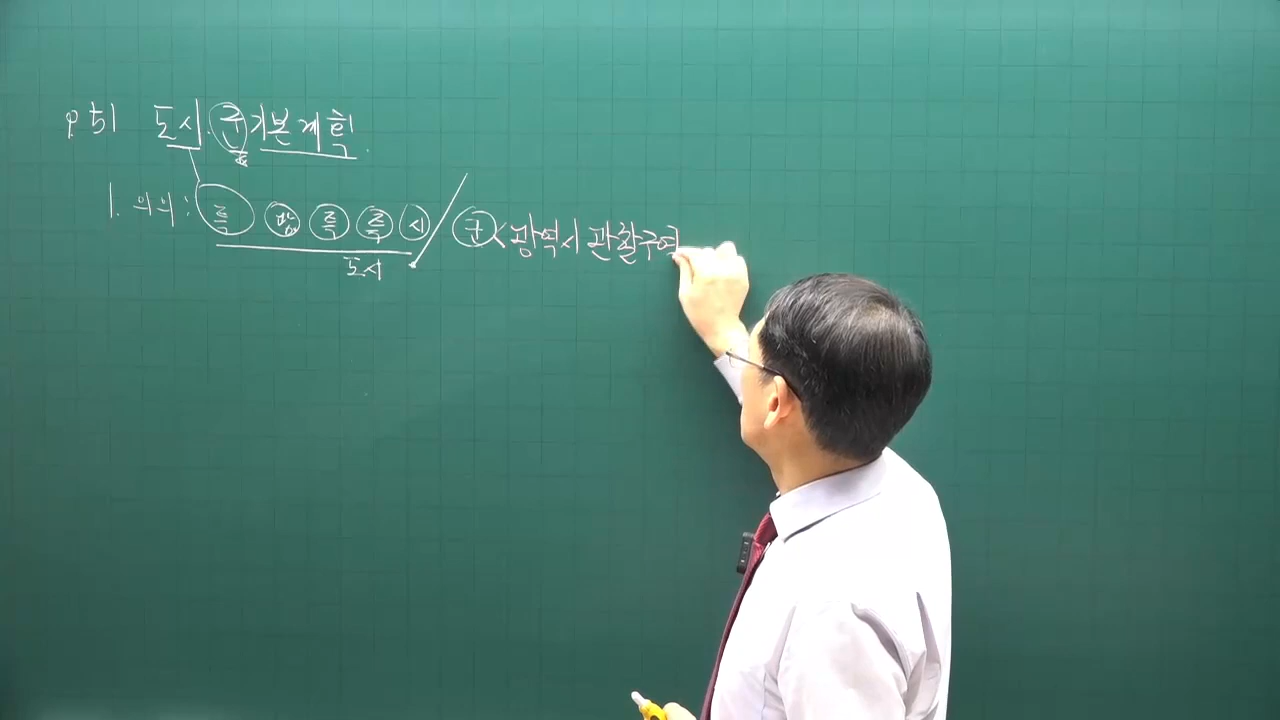 p.51 도시·군기본계획.
1. 의의: 특 광 특 특 시 / 군 < 광역시 관할구역
도시